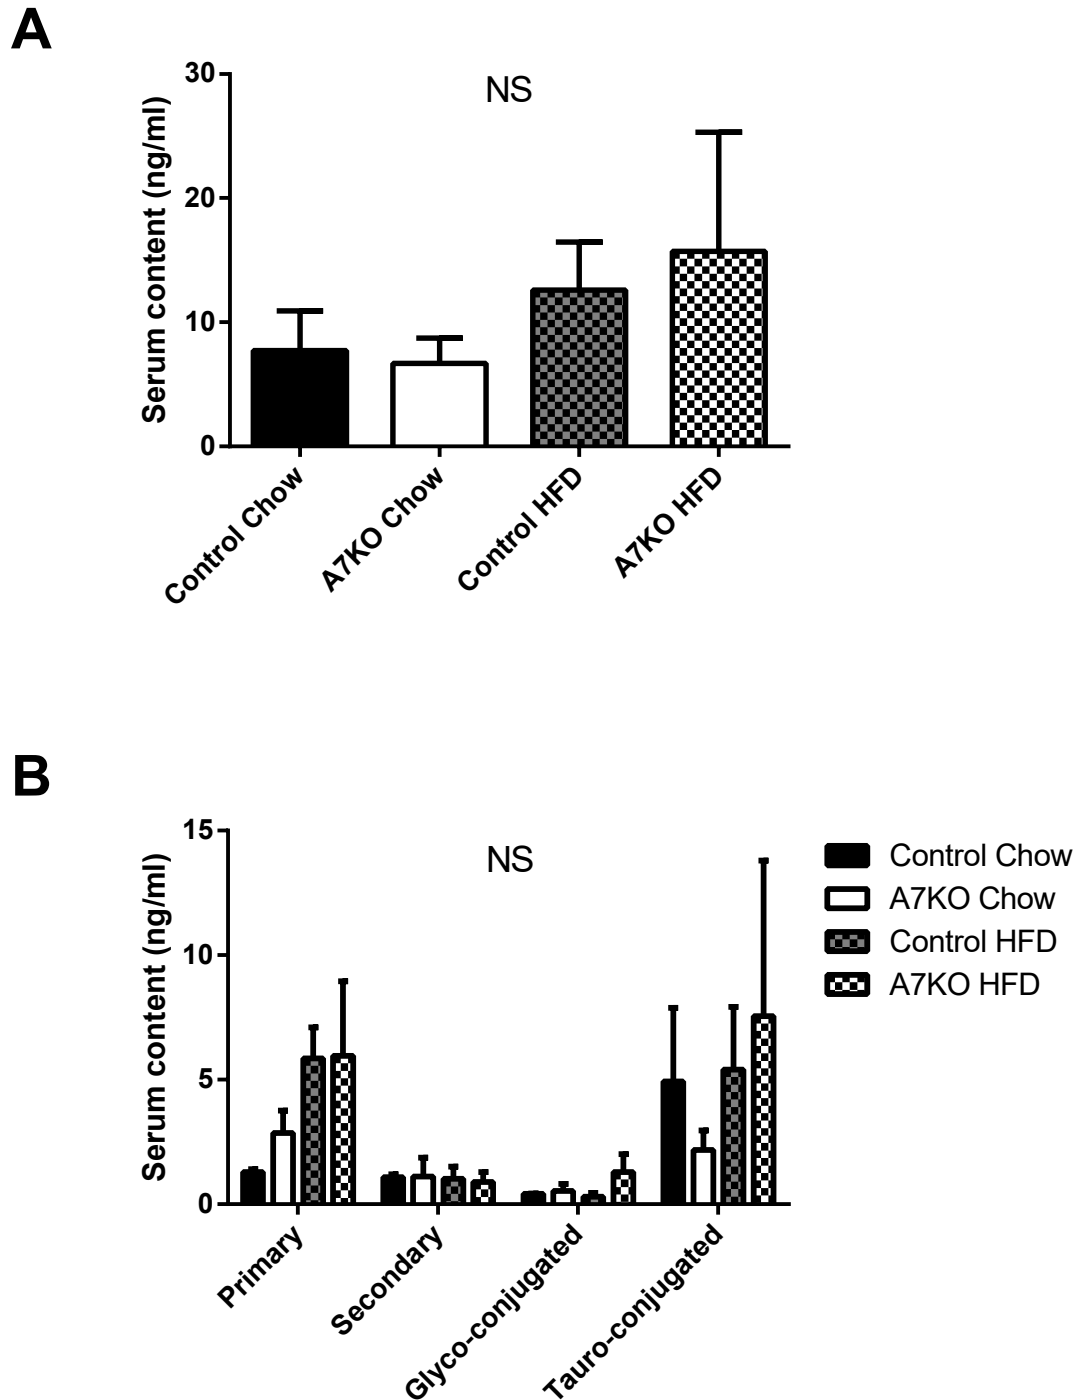 A
NS
Serum content (ng/ml)
30
20
10
0
Control Chow
A7KO Chow
Control HFD
A7KO HFD
B
NS
Serum content (ng/ml)
15
10
5
0
Primary
Secondary
Glyco-conjugated
Tauro-conjugated
Control Chow
A7KO Chow
Control HFD
A7KO HFD